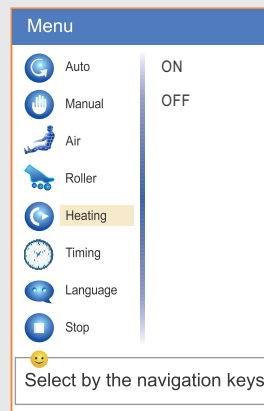 Menu
Auto
ON
Manual
OFF
Air
Roller
Heating
Timing
Language
Stop
Select by the navigation keys